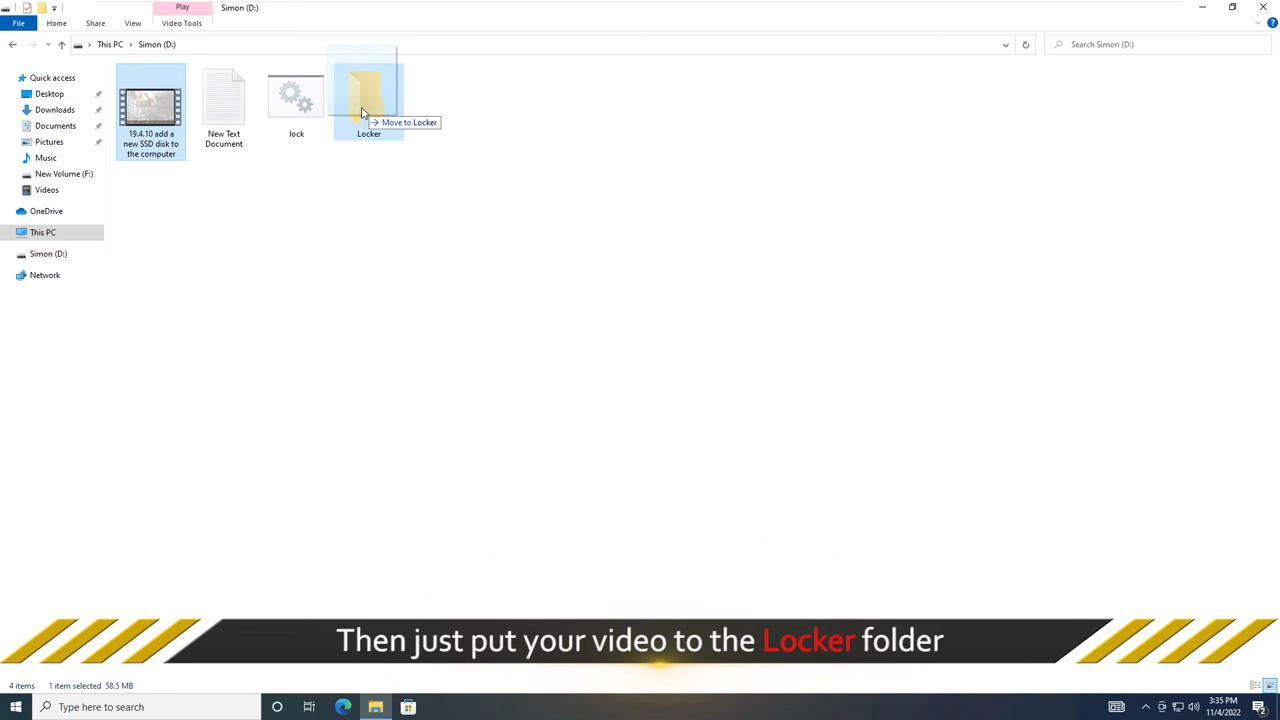 Play
Simon (D:)
File
Home
Share
View
Video Tools
This PC
Simon (D:)
Search Simon (D:)
Quick access
Desktop
Downloads
Documents
Pictures
Music
New Volume (F:)
Videos
OneDrive
This PC
Simon (D:)
Network
19.4.10 add a
new SSD disk to
the computer
New Text
Document
lock
Locker
Move to Locker
Then just put your video to the Locker folder
4 items
1 item selected 58.5 MB
Type here to search
3:35 PM
11/4/2022
2